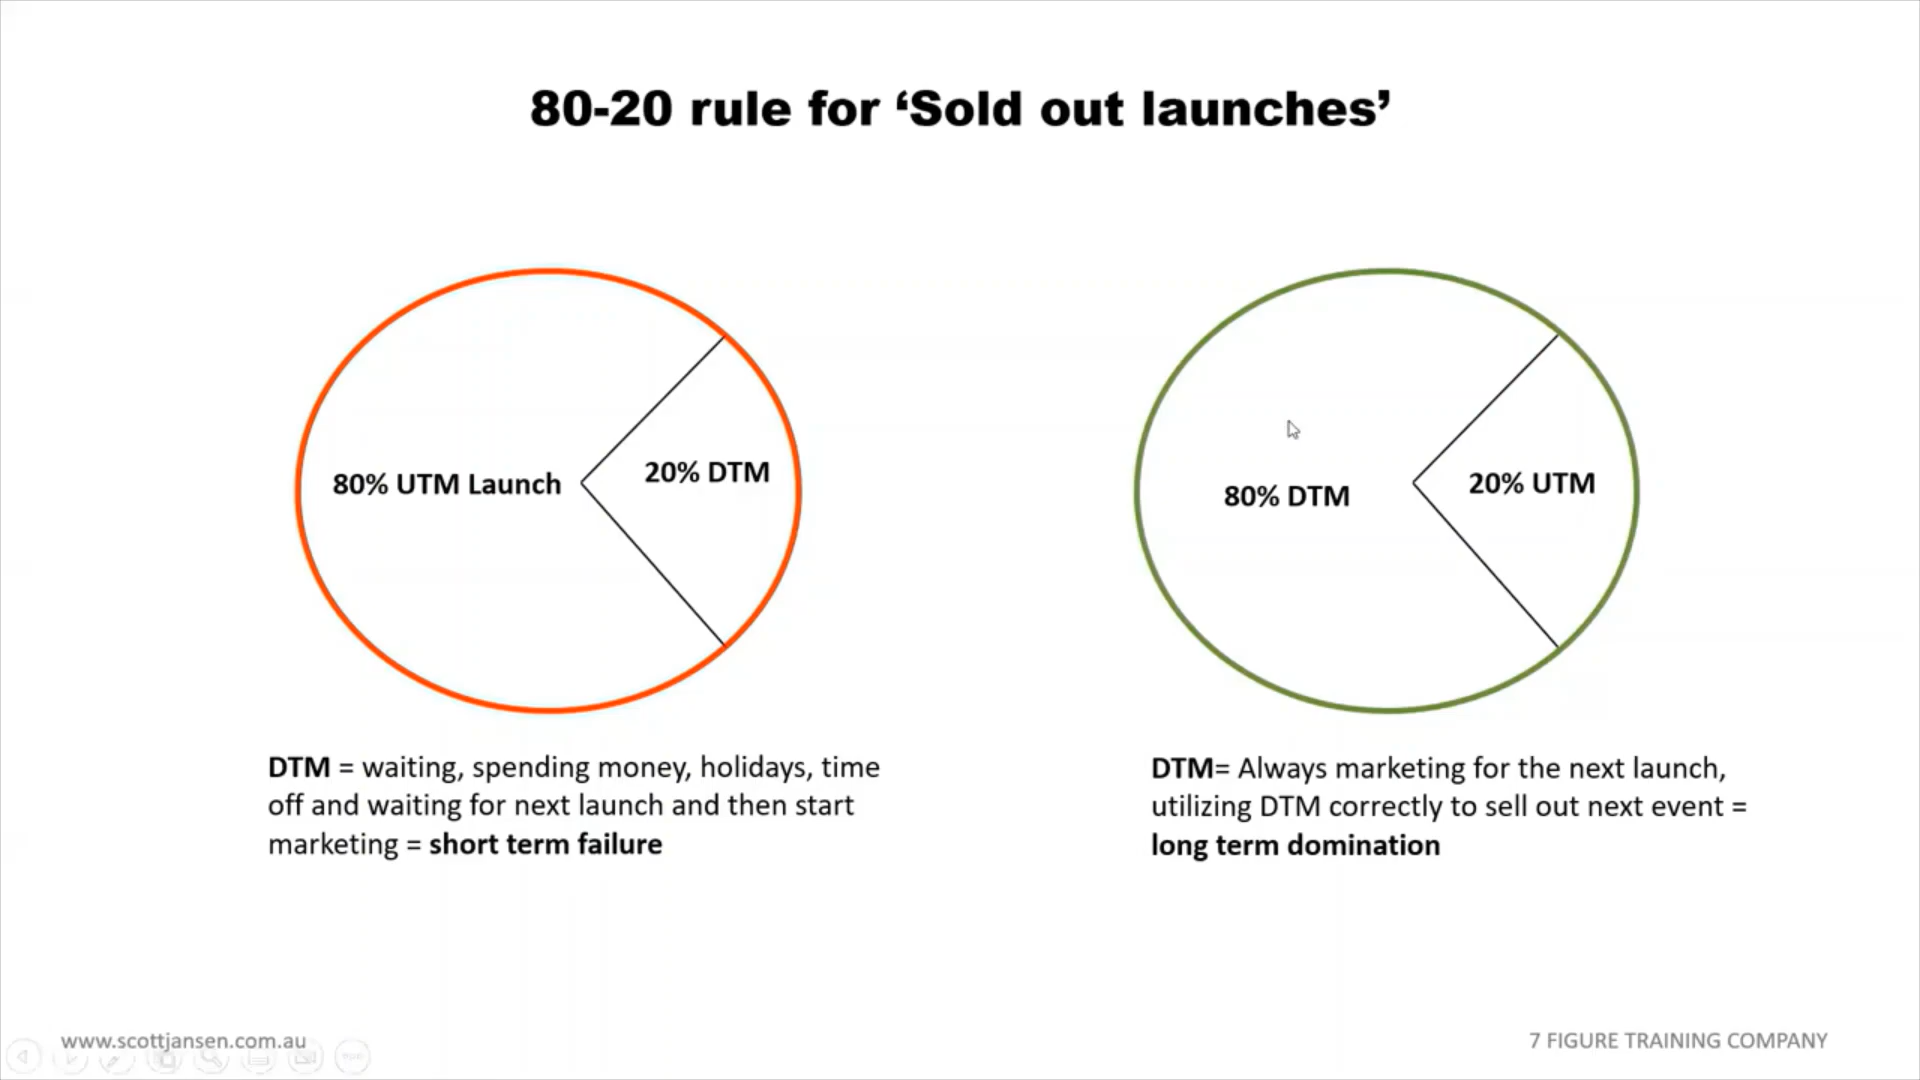 80-20 rule for ‘Sold out launches’
80% UTM Launch
20% DTM
DTM = waiting, spending money, holidays, time
off and waiting for next launch and then start
marketing = short term failure
80% DTM
20% UTM
DTM= Always marketing for the next launch,
utilizing DTM correctly to sell out next event =
long term domination
www.scottjansen.com.au
7 FIGURE TRAINING COMPANY